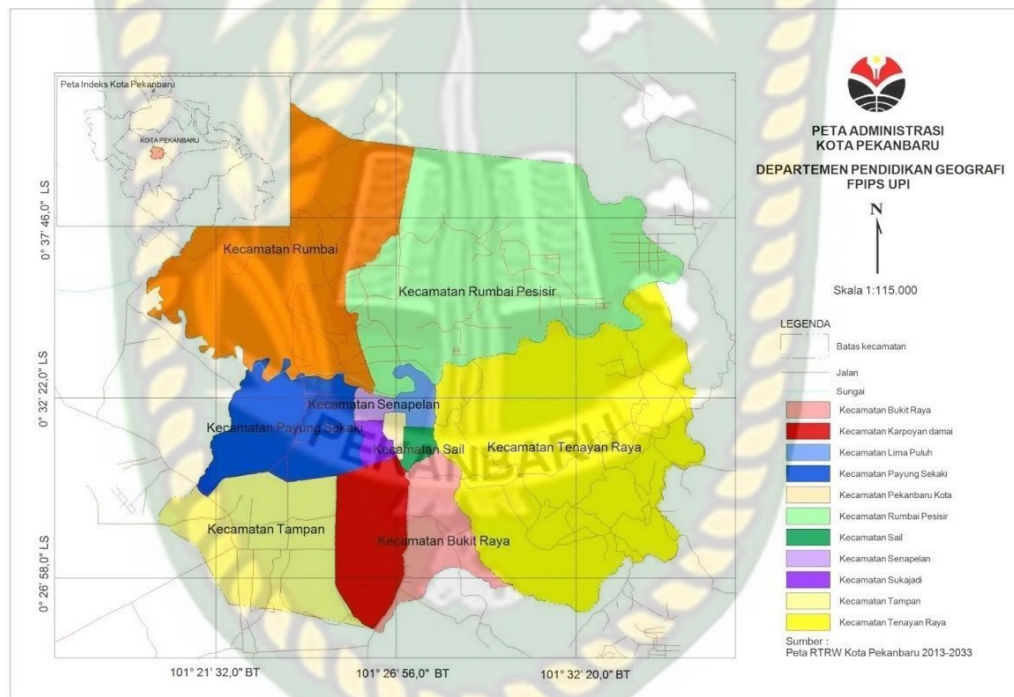 Peta Indeks Kota Pekanbaru
KOTA PEKANBARU
Kecamatan Rumbai
Kecamatan Rumbai Pesisir
Kecamatan Senapelan
Kecamatan Payung Sekaki
Kecamatan Sail
Kecamatan Tenayan Raya
PEKANBARU
Kecamatan Tampan
Kecamatan Bukit Raya
0° 37' 46,0" LS
0° 32' 22,0" LS
0° 26' 58,0" LS
101° 21' 32,0" BT
101° 26' 56,0" BT
101° 32' 20,0" BT
PETA ADMINISTRASI
KOTA PEKANBARU
DEPARTEMEN PENDIDIKAN GEOGRAFI
FPIPS UPI
N
Skala 1:115.000
LEGENDA
Batas kecamatan
Jalan
Sungai
Kecamatan Bukit Raya
Kecamatan Karpoyan damai
Kecamatan Lima Puluh
Kecamatan Payung Sekaki
Kecamatan Pekanbaru Kota
Kecamatan Rumbai Pesisir
Kecamatan Sail
Kecamatan Senapelan
Kecamatan Sukajadi
Kecamatan Tampan
Kecamatan Tenayan Raya
Sumber :
Peta RTRW Kota Pekanbaru 2013-2033